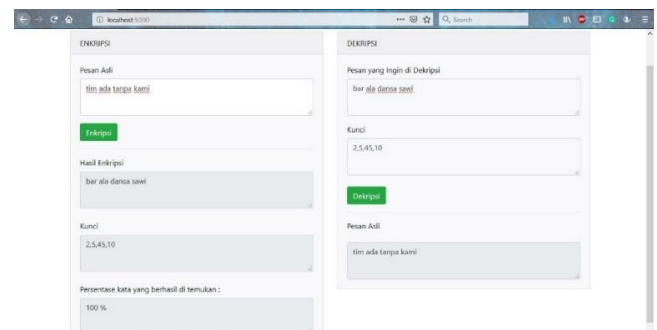 localhost:5000
Search
ENKRIPSI
Pesan Asli
tim ada tanpa kami
Enkripsi
Hasil Enkripsi
bar ala dansa sawi
Kunci
2,5,45,10
Persentase kata yang berhasil di temukan :
100 %
DEKRIPSI
Pesan yang Ingin di Dekripsi
bar ala dansa sawi
Kunci
2,5,45,10
Dekripsi
Pesan Asli
tim ada tanpa kami